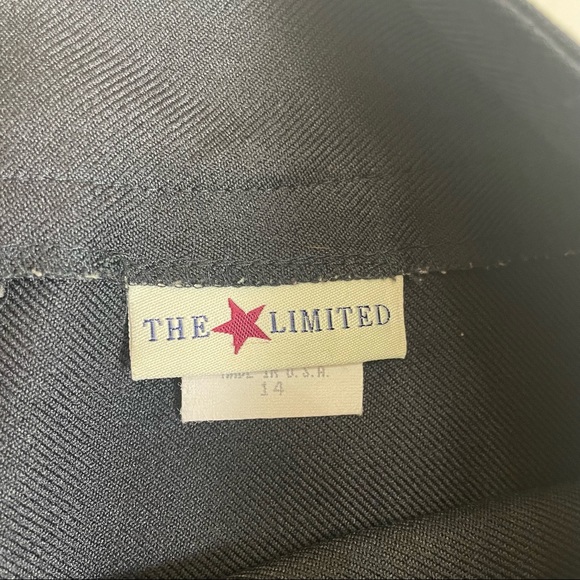 THE LIMITED
MADE IN U.S.A.
14